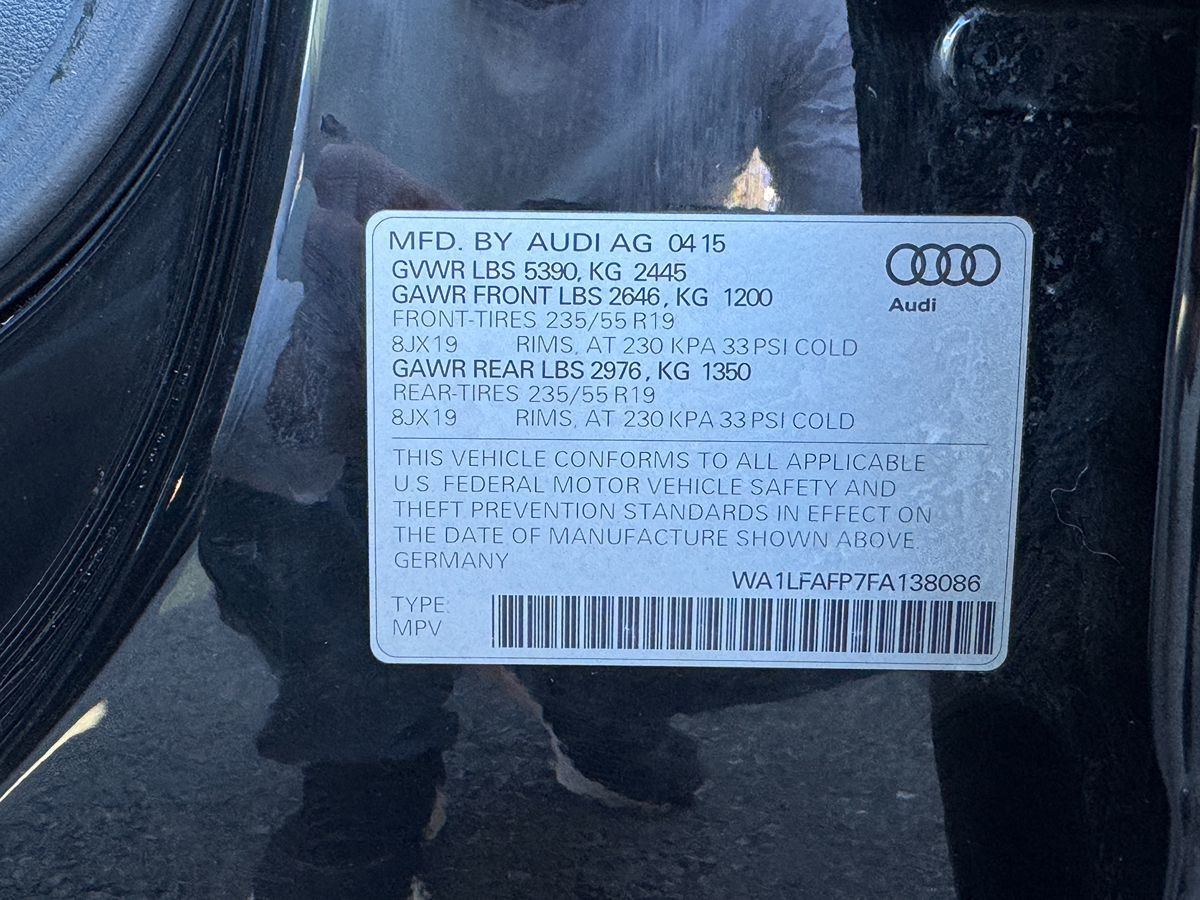 MFD. BY AUDI AG 04 15
GVWR LBS 5390, KG 2445
GAWR FRONT LBS 2646, KG 1200
FRONT-TIRES 235/55 R19
8JX19 RIMS, AT 230 KPA 33 PSI COLD
GAWR REAR LBS 2976, KG 1350
REAR-TIRES 235/55 R19
8JX19 RIMS, AT 230 KPA 33 PSI COLD
Audi
THIS VEHICLE CONFORMS TO ALL APPLICABLE
U.S. FEDERAL MOTOR VEHICLE SAFETY AND
THEFT PREVENTION STANDARDS IN EFFECT ON
THE DATE OF MANUFACTURE SHOWN ABOVE.
GERMANY
WA1LFAFP7FA138086
TYPE:
MPV